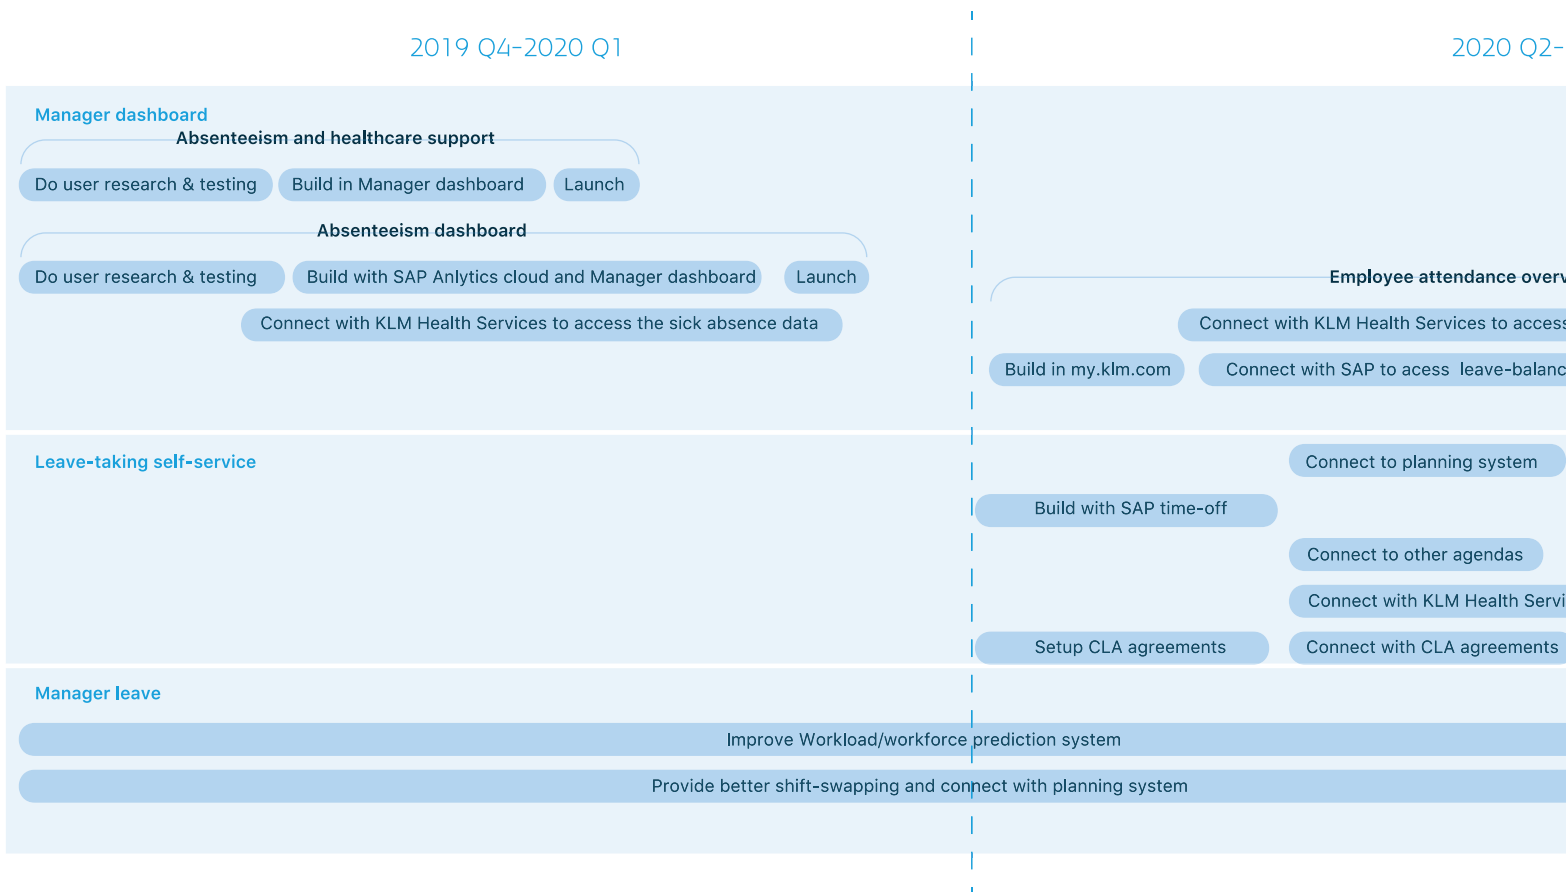 2019 Q4-2020 Q1
2020 Q2-
Manager dashboard
Absenteeism and healthcare support
Do user research & testing
Build in Manager dashboard
Launch
Absenteeism dashboard
Do user research & testing
Build with SAP Anlytics cloud and Manager dashboard
Launch
Employee attendance overv
Connect with KLM Health Services to access the sick absence data
Connect with KLM Health Services to access
Build in my.klm.com
Connect with SAP to acess leave-balanc
Leave-taking self-service
Connect to planning system
Build with SAP time-off
Connect to other agendas
Connect with KLM Health Servi
Setup CLA agreements
Connect with CLA agreements
Manager leave
Improve Workload/workforce prediction system
Provide better shift-swapping and connect with planning system